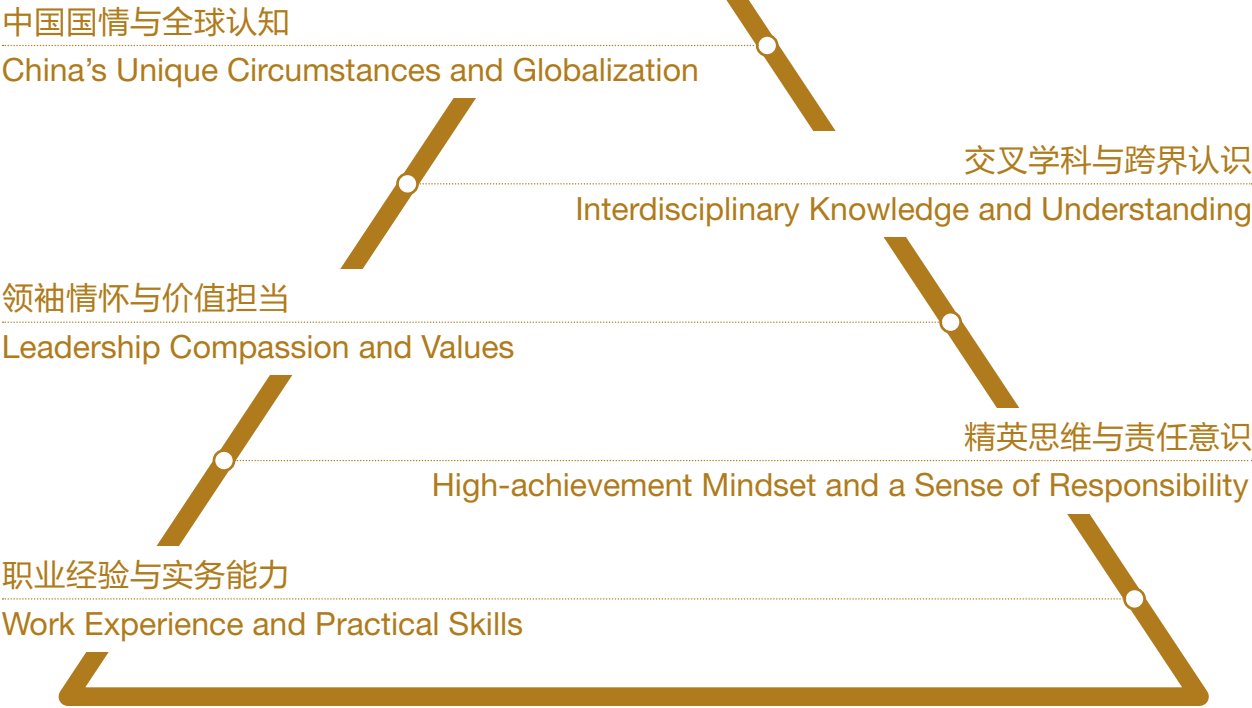 中国国情与全球认知
China’s Unique Circumstances and Globalization
交叉学科与跨界认识
Interdisciplinary Knowledge and Understanding
领袖情怀与价值担当
Leadership Compassion and Values
精英思维与责任意识
High-achievement Mindset and a Sense of Responsibility
职业经验与实务能力
Work Experience and Practical Skills